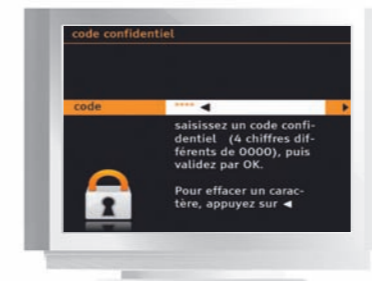 code confidentiel
code **** ◄
saisissez un code confi-
dentiel (4 chiffres dif-
férents de 0000), puis
validez par OK.
Pour effacer un carac-
tère, appuyez sur ◄